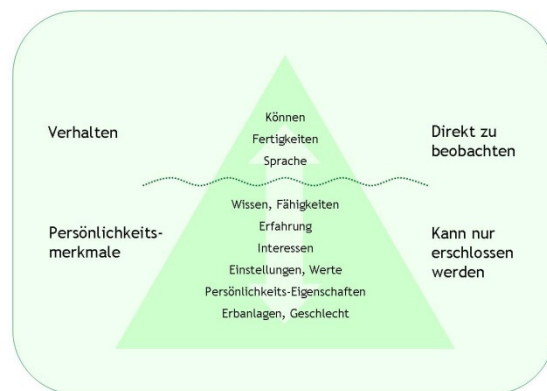 Können
Verhalten
Fertigkeiten
Direkt zu
beobachten
Sprache
Wissen, Fähigkeiten
Persönlichkeits-
merkmale
Erfahrung
Interessen
Einstellungen, Werte
Persönlichkeits-Eigenschaften
Erbanlagen, Geschlecht
Kann nur
erschlossen
werden